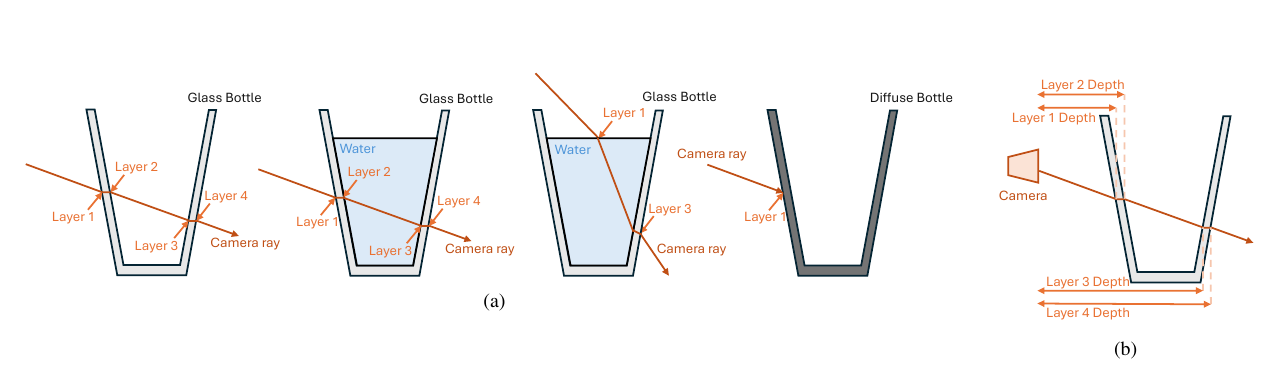 Glass Bottle
Layer 2
Layer 1
Layer 4
Layer 3
Camera ray
Glass Bottle
Water
Layer 2
Layer 1
Layer 4
Layer 3
Camera ray
Glass Bottle
Layer 1
Water
Layer 3
Camera ray
Diffuse Bottle
Camera ray
Layer 1
(a)
Layer 2 Depth
Layer 1 Depth
Camera
Layer 3 Depth
Layer 4 Depth
(b)